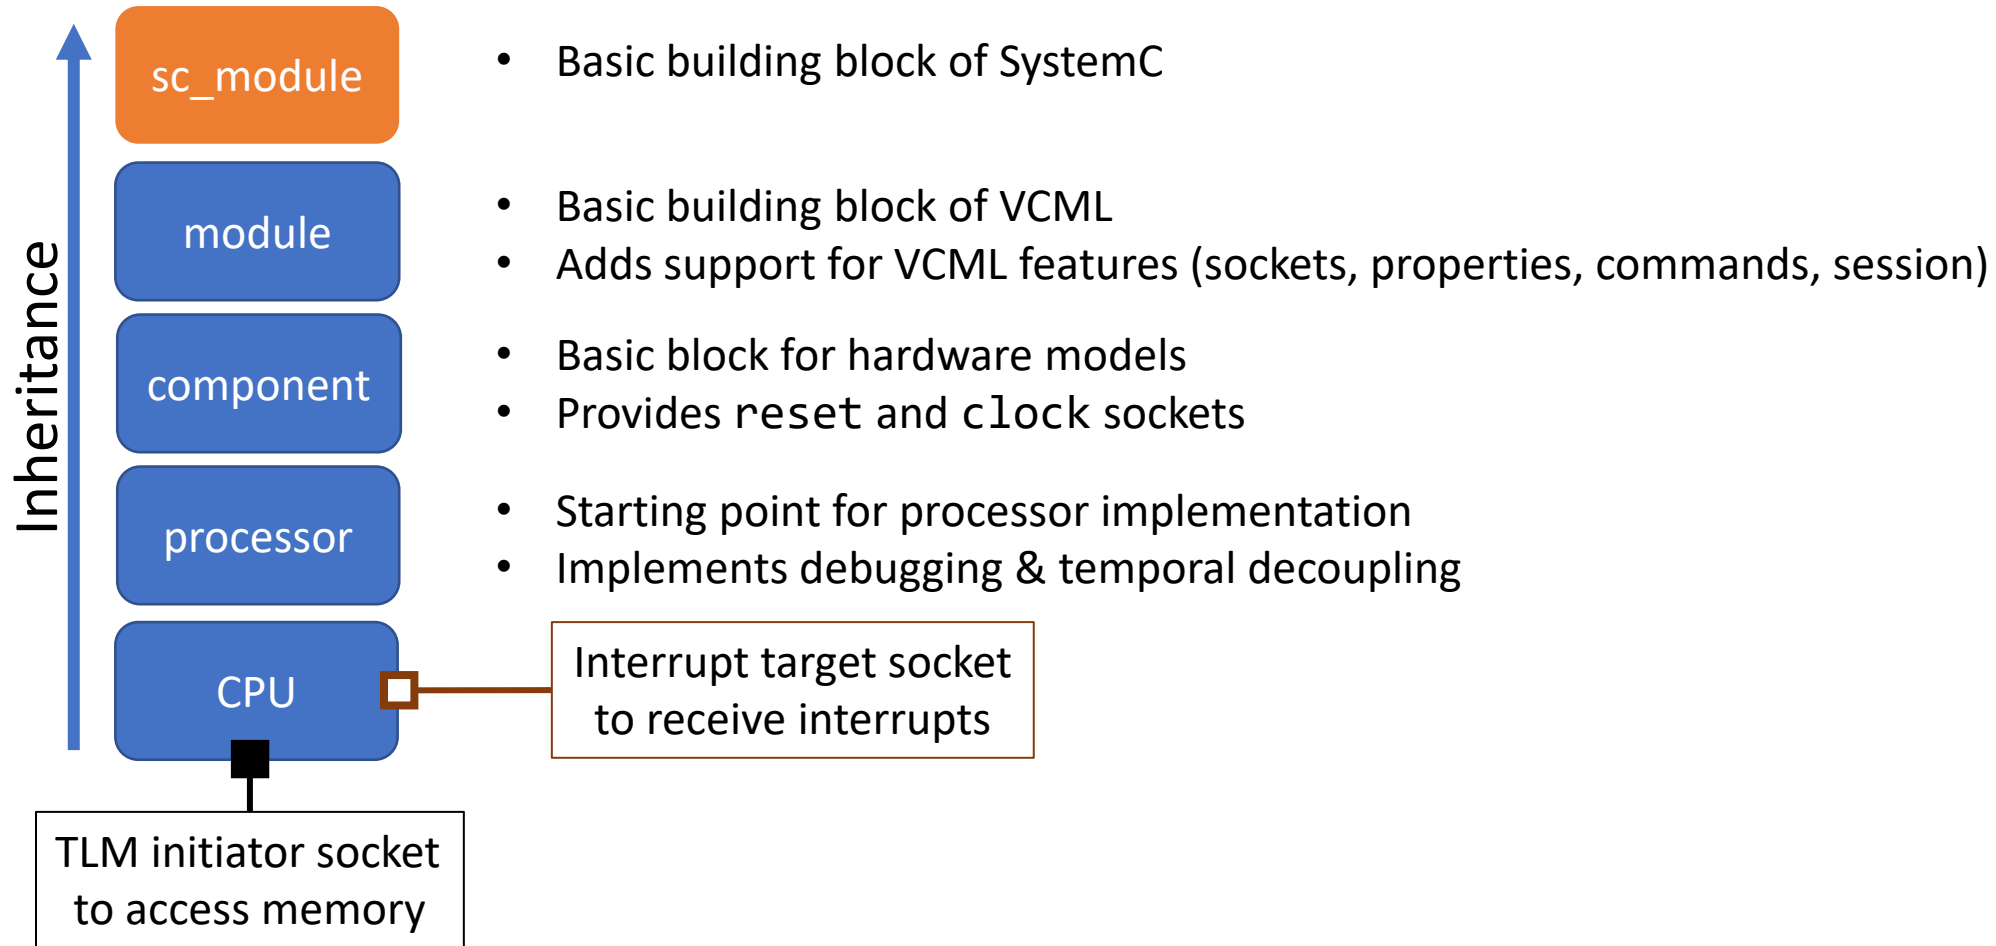 Inheritance
sc_module
• Basic building block of SystemC
module
• Basic building block of VCML
• Adds support for VCML features (sockets, properties, commands, session)
component
• Basic block for hardware models
• Provides reset and clock sockets
processor
• Starting point for processor implementation
• Implements debugging & temporal decoupling
CPU
Interrupt target socket
to receive interrupts
TLM initiator socket
to access memory